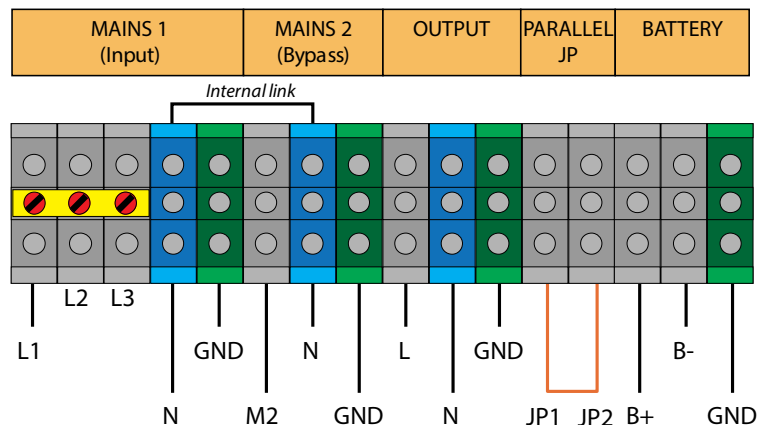 MAINS 1
(Input)
MAINS 2
(Bypass)
OUTPUT
PARALLEL
JP
BATTERY
Internal link
L1
L2
L3
N
GND
M2
N
GND
L
N
GND
JP1
JP2
B+
B-
GND